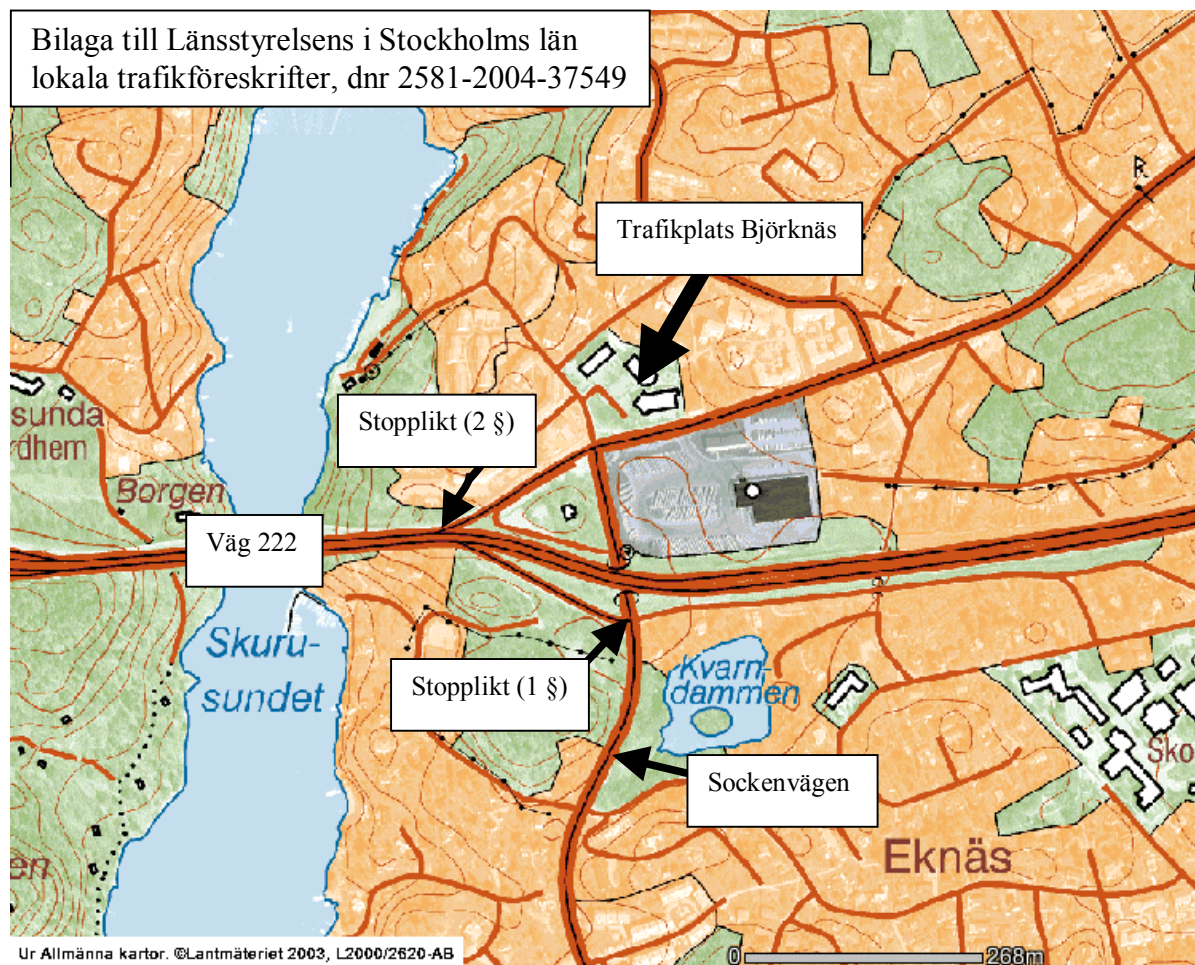 Bilaga till Länsstyrelsens i Stockholms län
lokala trafikföreskrifter, dnr 2581-2004-37549
Trafikplats Björknäs
Stopplikt (2 §)
sunda
dhem
Borgen
Väg 222
Skuru-
sundet
Stopplikt (1 §)
Kvarn-
dammen
Sockenvägen
Sko
Eknäs
en
Ur Allmänna kartor. ©Lantmäteriet 2003, L2000/2620-AB
0 268m